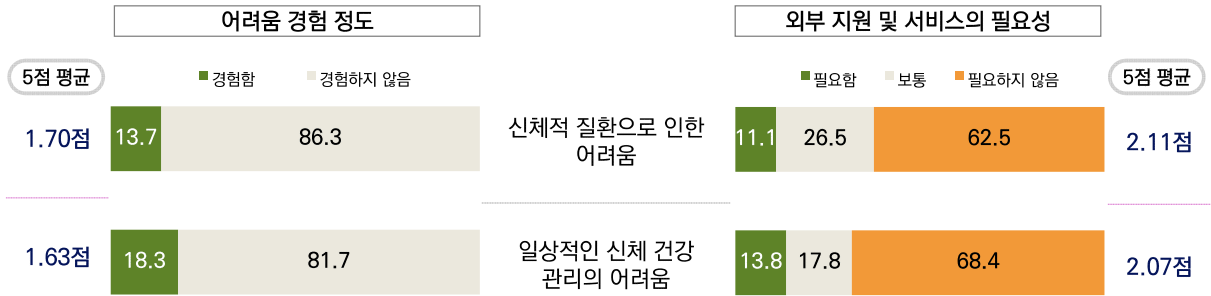 어려움 경험 정도
외부 지원 및 서비스의 필요성
5점 평균
경험함
경험하지 않음
필요함
보통
필요하지 않음
5점 평균
1.70점
13.7
86.3
신체적 질환으로 인한
어려움
11.1
26.5
62.5
2.11점
1.63점
18.3
81.7
일상적인 신체 건강
관리의 어려움
13.8
17.8
68.4
2.07점